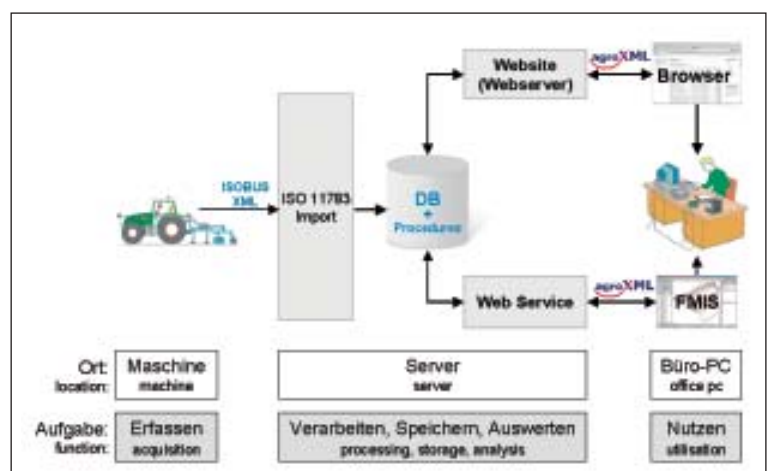 Website
(Webserver)
agroXML
Browser
ISOBUS
XML
ISO 11783
Import
DB
+
Procedures
Web Service
agroXML
FMIS
Ort:
location:
Maschine
machine
Server
server
Büro-PC
office pc
Aufgabe:
function:
Erfassen
acquisition
Verarbeiten, Speichern, Auswerten
processing, storage, analysis
Nutzen
utilisation